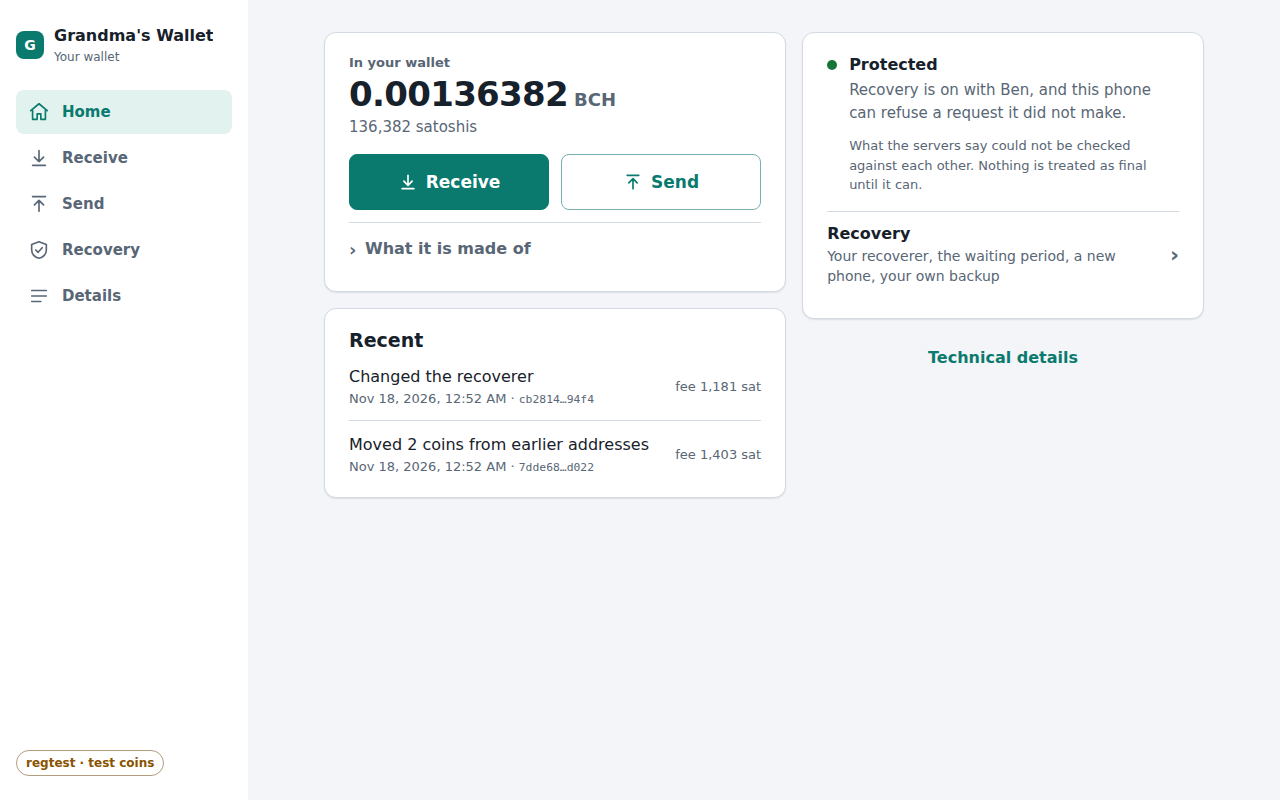 G
Grandma's Wallet
Your wallet
Home
Receive
Send
Recovery
Details
regtest · test coins
In your wallet
0.00136382 BCH
136,382 satoshis
Receive
Send
› What it is made of
Recent
Changed the recoverer
Nov 18, 2026, 12:52 AM · cb2814…94f4
fee 1,181 sat
Moved 2 coins from earlier addresses
Nov 18, 2026, 12:52 AM · 7dde68…d022
fee 1,403 sat
Protected
Recovery is on with Ben, and this phone
can refuse a request it did not make.
What the servers say could not be checked
against each other. Nothing is treated as final
until it can.
Recovery
Your recoverer, the waiting period, a new
phone, your own backup
›
Technical details